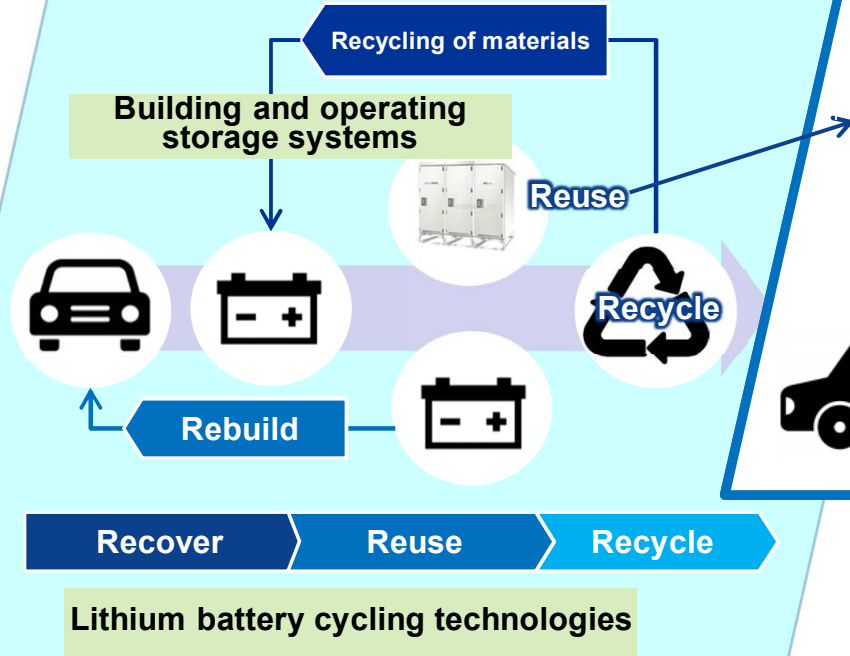 Recycling of materials
Building and operating
storage systems
Reuse
Recycle
Rebuild
Recover
Reuse
Recycle
Lithium battery cycling technologies